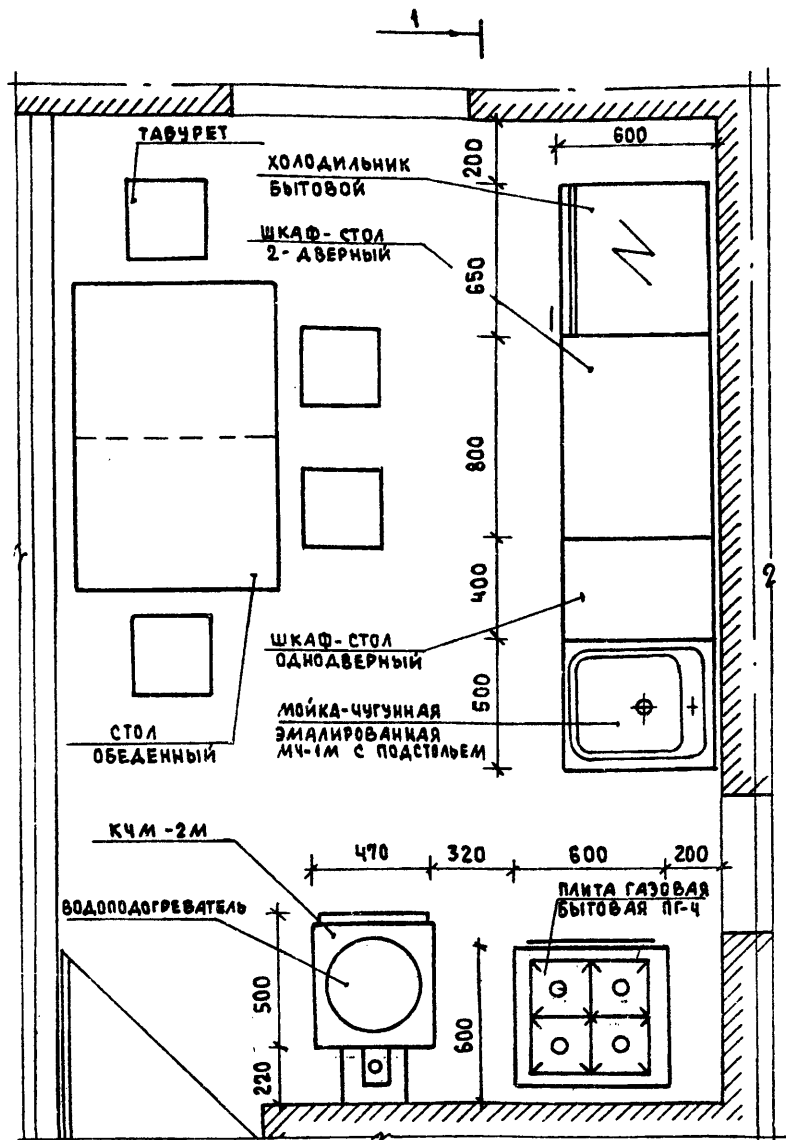 1
ТАБУРЕТ
ХОЛОДИЛЬНИК
БЫТОВОЙ
ШКАФ-СТОЛ
2-ДВЕРНЫЙ
600
200
650
800
400
500
2
ШКАФ-СТОЛ
ОДНОДВЕРНЫЙ
МОЙКА-ЧУГУННАЯ
ЭМАЛИРОВАННАЯ
МЧ-1М С ПОДСТОЛЬЕМ
СТОЛ
ОБЕДЕННЫЙ
КЧМ-2М
ВОДОПОДОГРЕВАТЕЛЬ
470
320
600
200
ПЛИТА ГАЗОВАЯ
БЫТОВАЯ ПГ-4
500
220
600